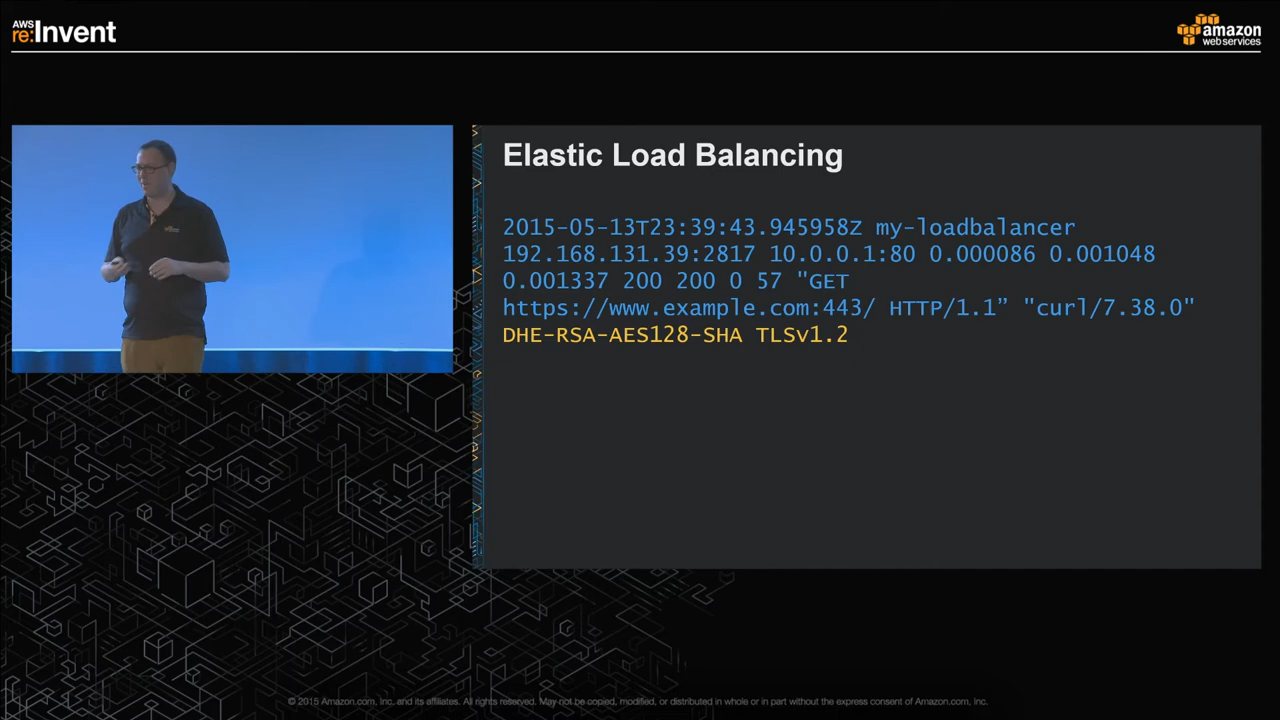 AWS
re:Invent
amazon
web services
Elastic Load Balancing
2015-05-13T23:39:43.945958Z my-loadbalancer
192.168.131.39:2817 10.0.0.1:80 0.000086 0.001048
0.001337 200 200 0 57 "GET
https://www.example.com:443/ HTTP/1.1” "curl/7.38.0"
DHE-RSA-AES128-SHA TLSv1.2
© 2015 Amazon.com, Inc. and its affiliates. All rights reserved. May not be copied, modified, or distributed in whole or in part without the express consent of Amazon.com, Inc.